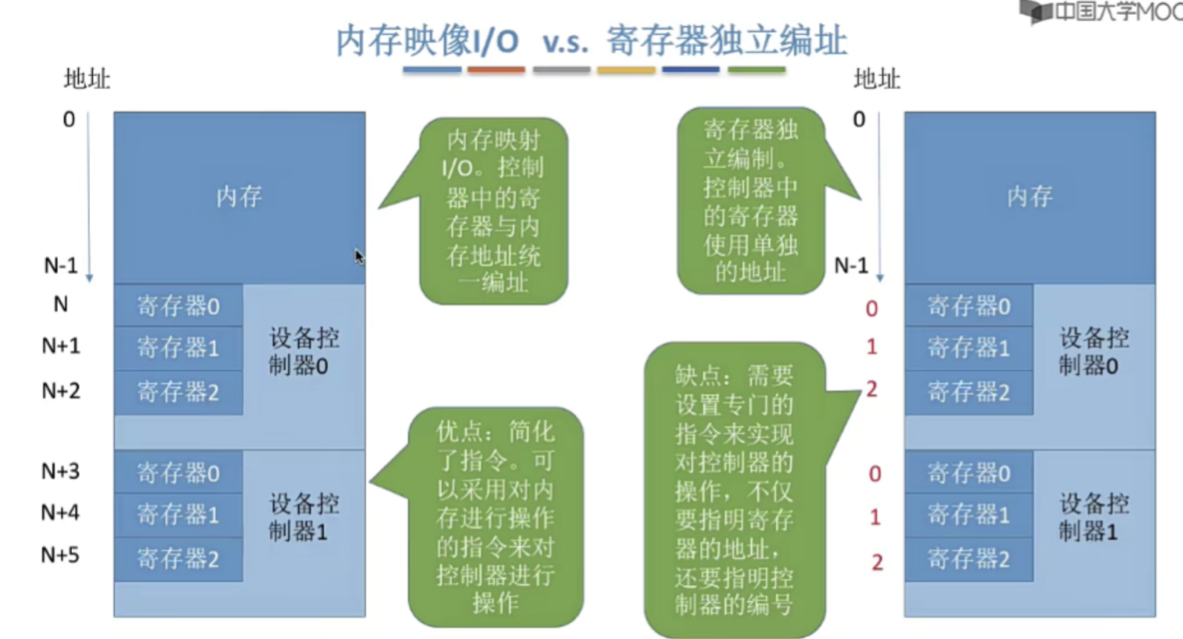 中国大学MOC
内存映像I/O v.s. 寄存器独立编址
地址
0
N-1
N
N+1
N+2
N+3
N+4
N+5
内存
寄存器0
寄存器1
寄存器2
设备控
制器0
寄存器0
寄存器1
寄存器2
设备控
制器1
内存映射
I/O。控制
器中的寄
存器与内
存地址统
一编址
优点：简化
了指令。可
以采用对内
存进行操作
的指令来对
控制器进行
操作
寄存器独
立编制。
控制器中
的寄存器
使用单独
的地址
缺点：需要
设置专门的
指令来实现
对控制器的
操作，不仅
要指明寄存
器的地址，
还要指明控
制器的编号
地址
0
N-1
0
1
2
0
1
2
内存
寄存器0
寄存器1
寄存器2
设备控
制器0
寄存器0
寄存器1
寄存器2
设备控
制器1